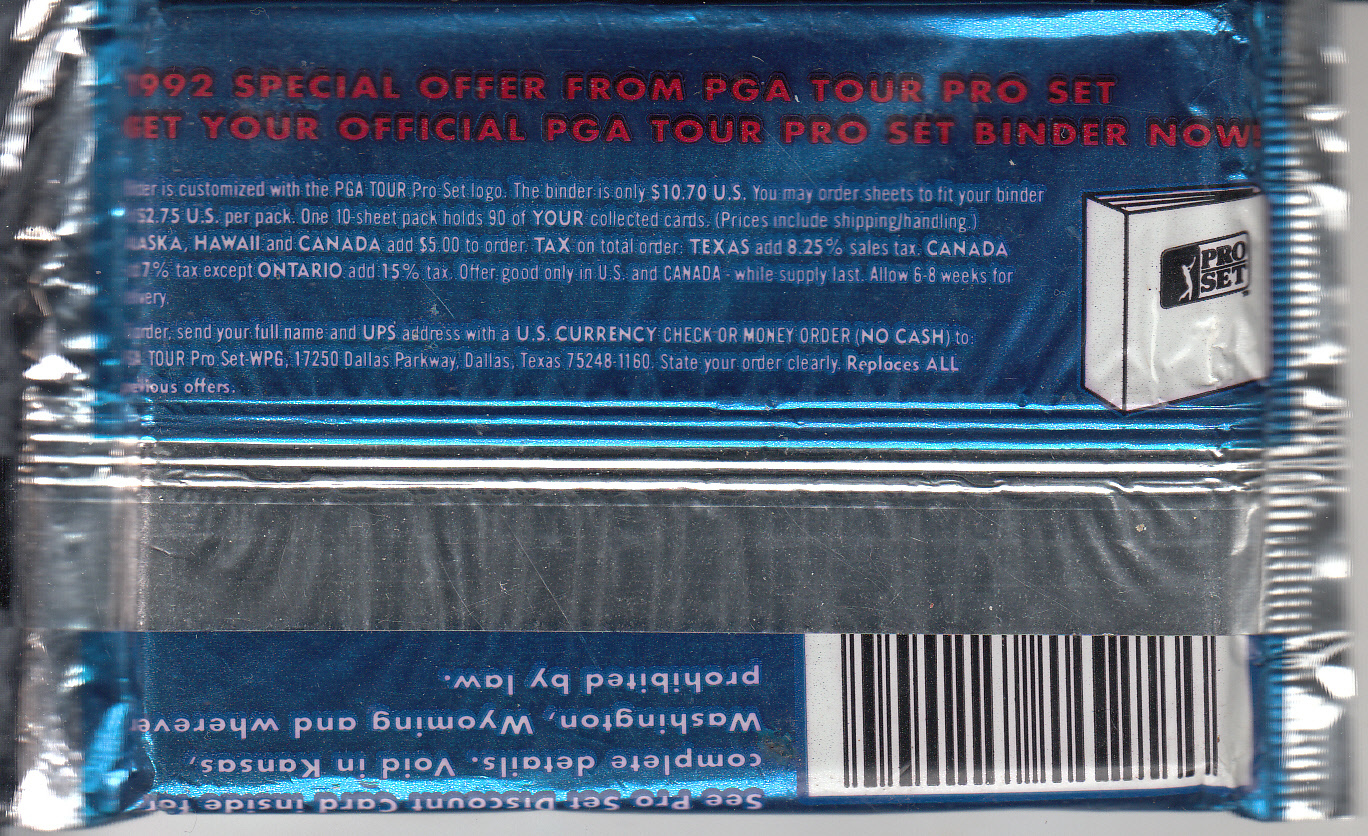 1992 SPECIAL OFFER FROM PGA TOUR PRO SET
GET YOUR OFFICIAL PGA TOUR PRO SET BINDER NOW!
is customized with the PGA TOUR Pro Set logo. The binder is only $10.70 U.S. You may order sheets to fit your binder
$2.75 U.S. per pack. One 10-sheet pack holds 90 of YOUR collected cards. (Prices include shipping/handling.)
ASKA, HAWAII and CANADA add $5.00 to order. TAX on total order: TEXAS add 8.25% sales tax. CANADA
7% tax except ONTARIO add 15% tax. Offer good only in U.S. and CANADA - while supply last. Allow 6-8 weeks for
very.
order, send your full name and UPS address with a U.S. CURRENCY CHECK OR MONEY ORDER (NO CASH) to:
TOUR Pro Set-WPG, 17250 Dallas Parkway, Dallas, Texas 75248-1160. State your order clearly. Replaces ALL
vious offers.
PRO
SET
See Pro Set Discount Card inside for
complete details. Void in Kansas,
Washington, Wyoming and wherever
prohibited by law.